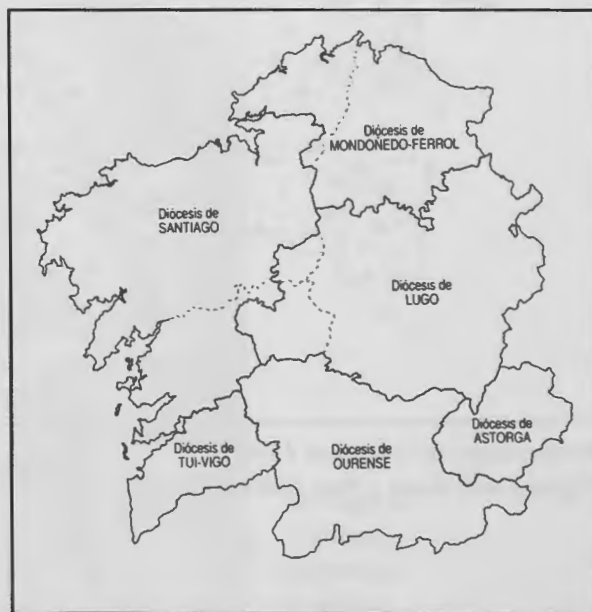 Diócesis de
MONDOÑEDO-FERROL
Diócesis de
SANTIAGO
Diócesis de
LUGO
Diócesis de
ASTORGA
Diócesis de
TUI-VIGO
Diócesis de
OURENSE